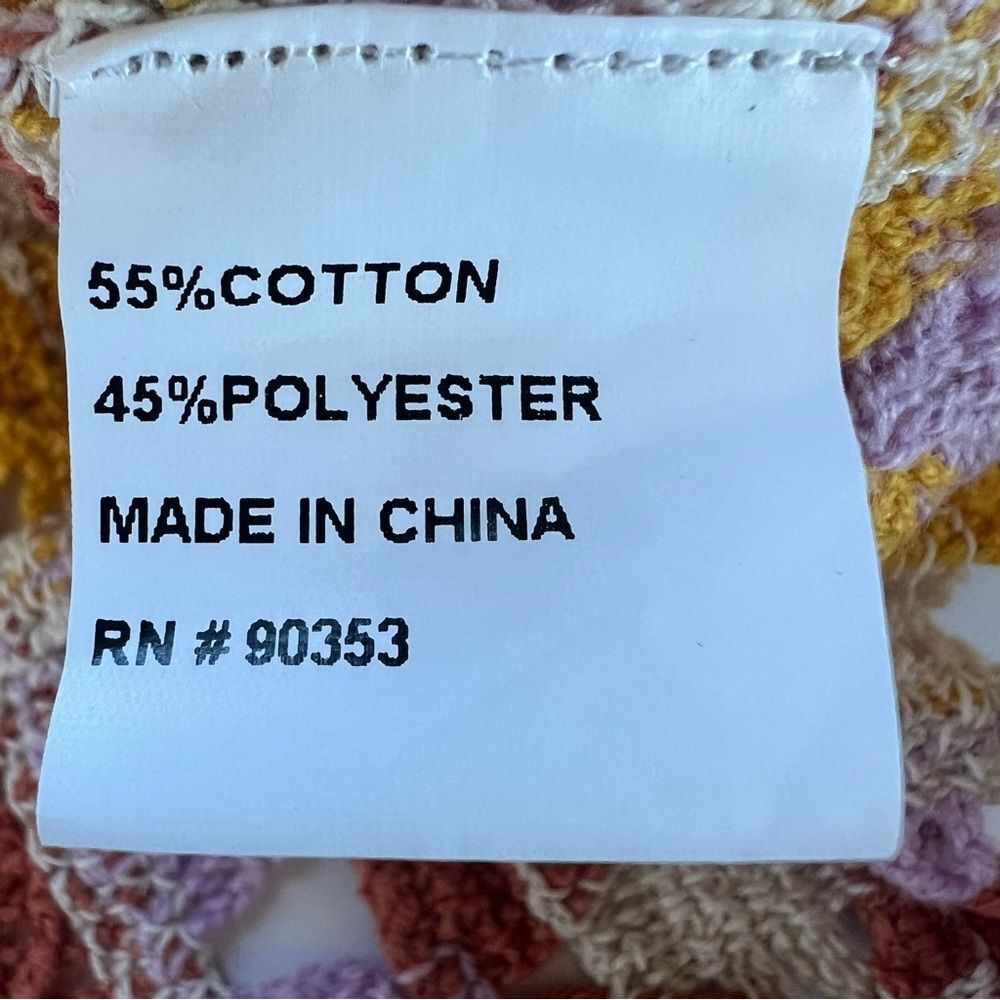 55%COTTON
45%POLYESTER
MADE IN CHINA
RN # 90353